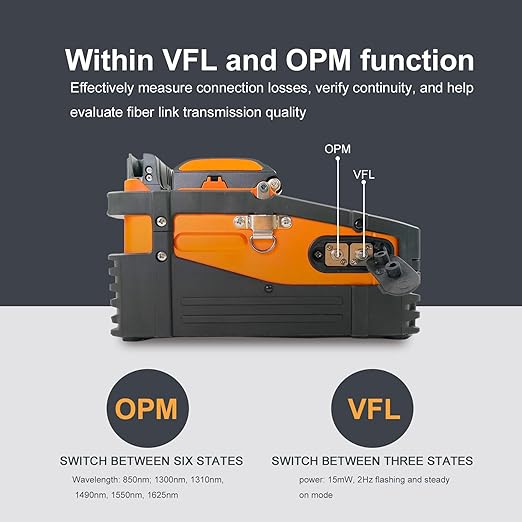 Within VFL and OPM function
Effectively measure connection losses, verify continuity, and help
evaluate fiber link transmission quality
OPM
VFL
OPM
VFL
SWITCH BETWEEN SIX STATES
SWITCH BETWEEN THREE STATES
Wavelength: 850nm; 1300nm, 1310nm,
1490nm, 1550nm, 1625nm
power: 15mW, 2Hz flashing and steady
on mode